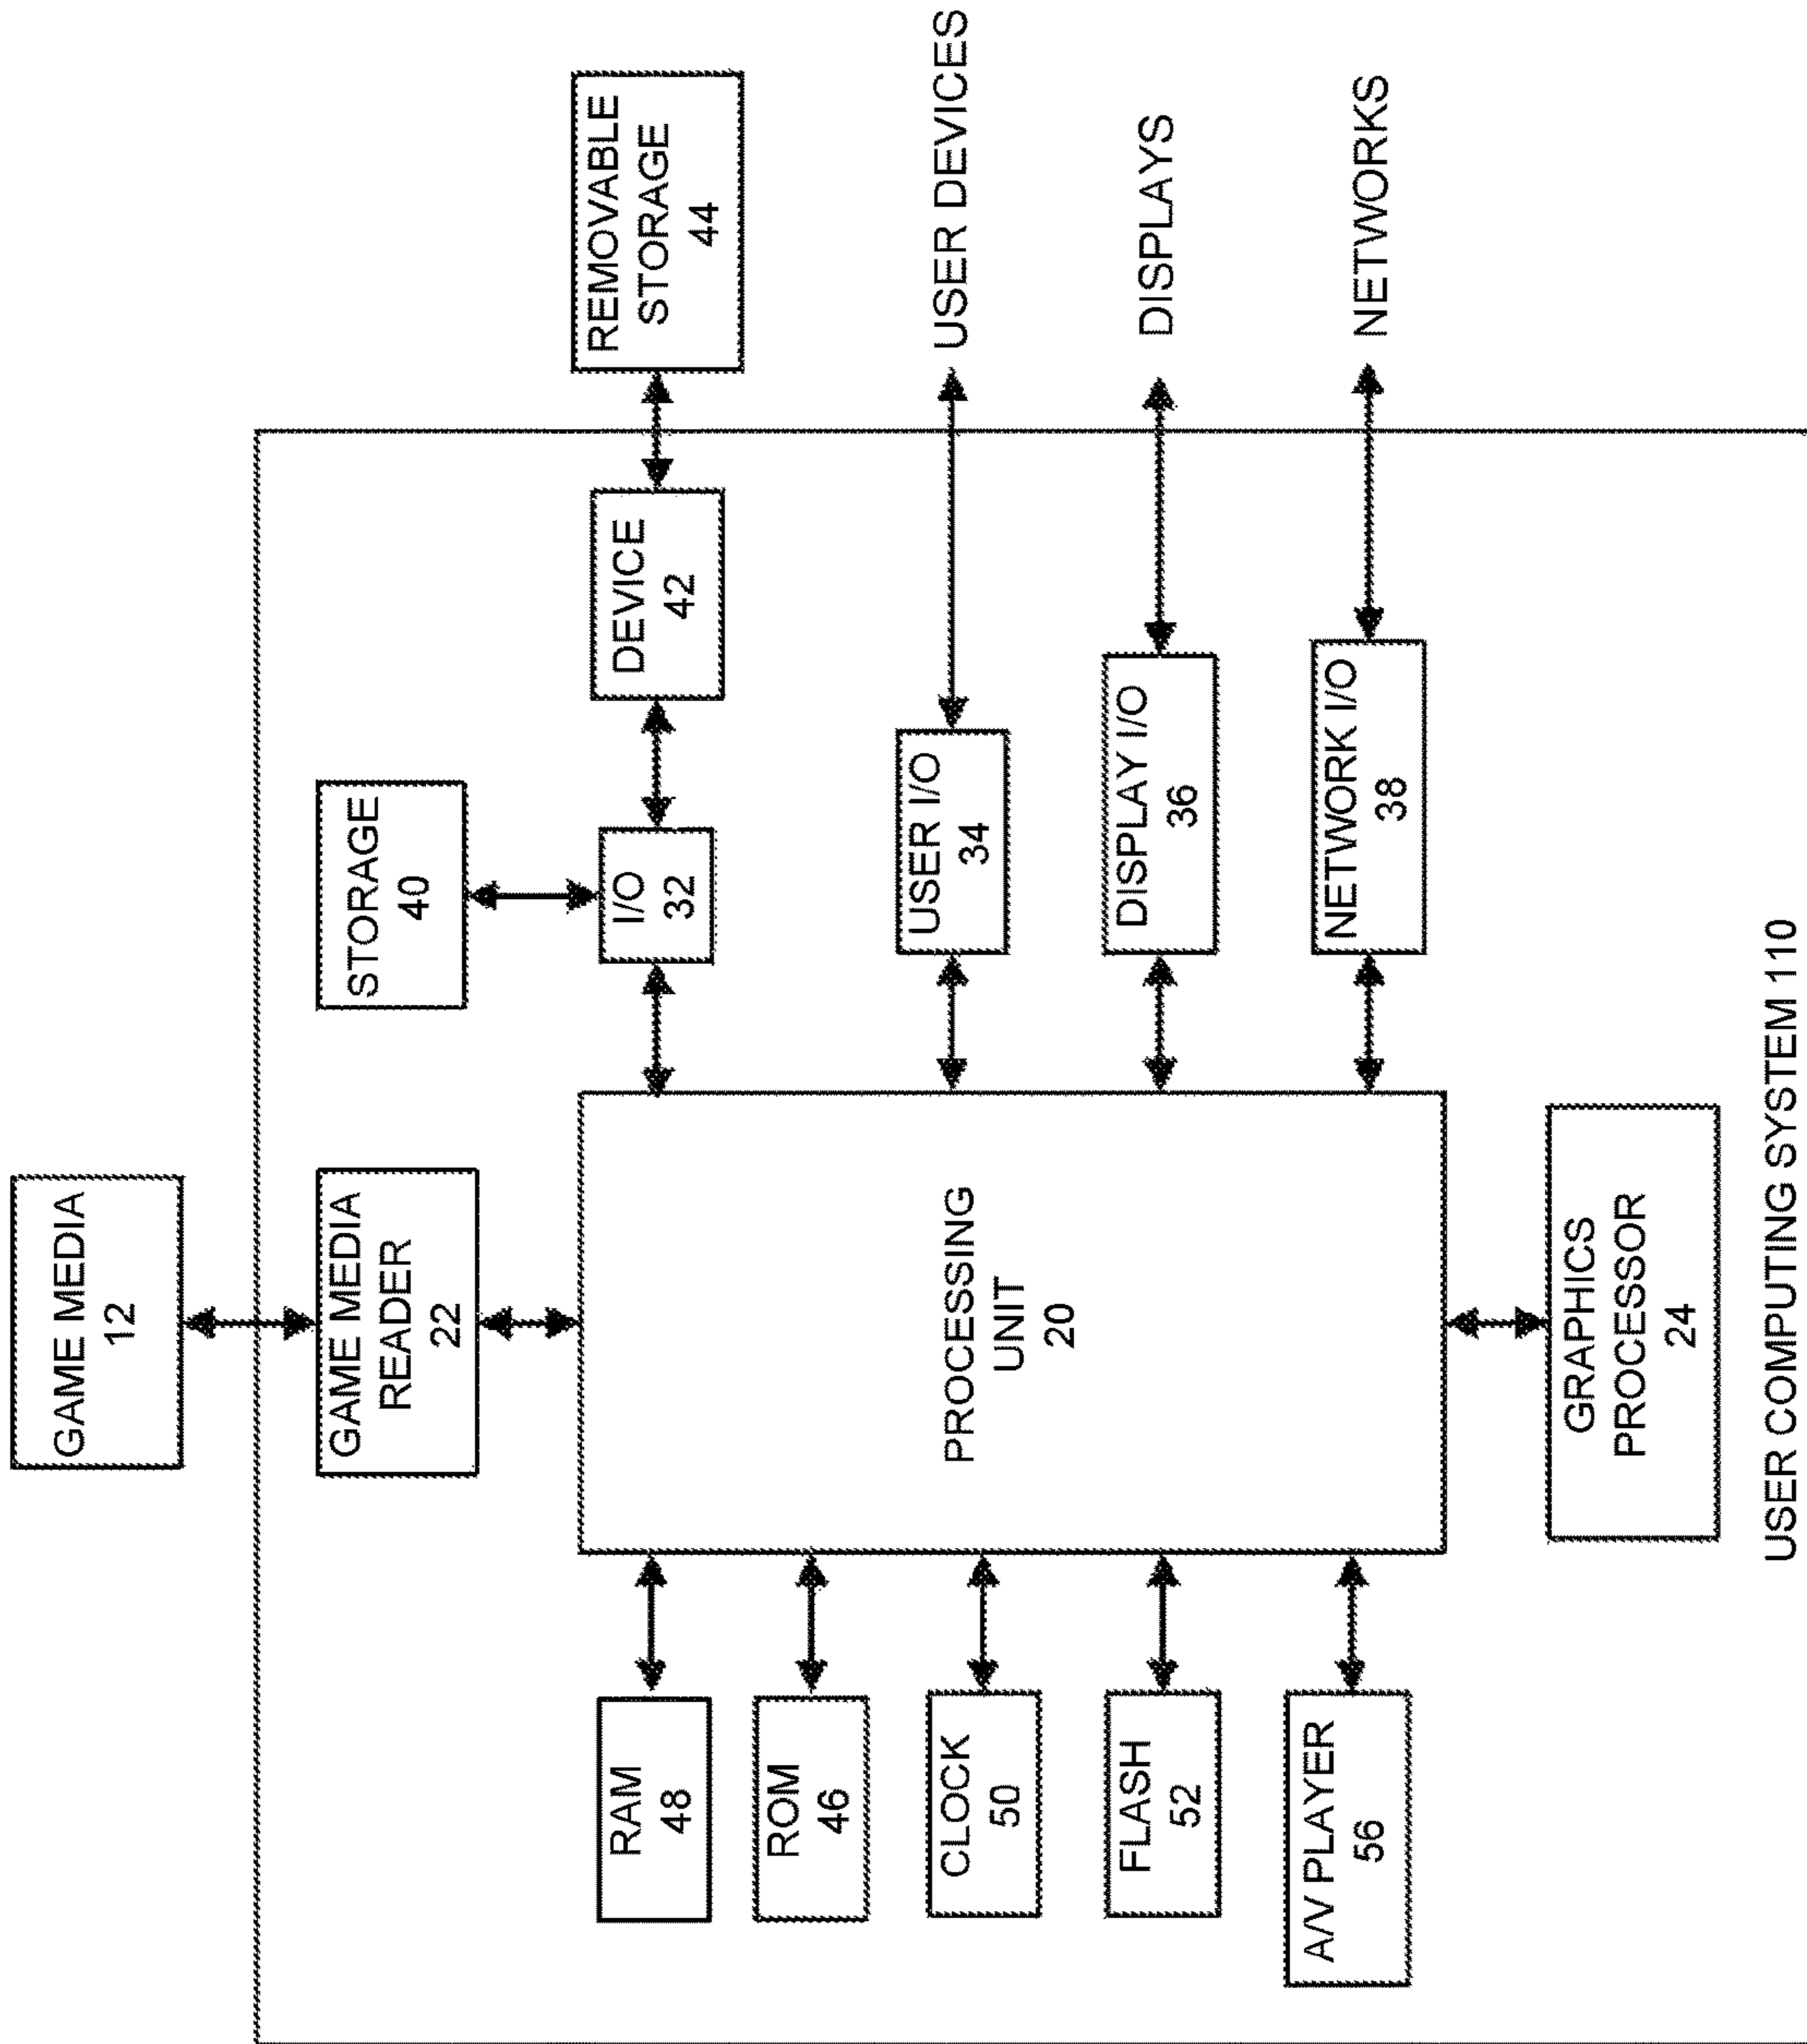 GAME MEDIA
12
GAME MEDIA
READER
22
STORAGE
40
RAM
48
I/O
32
DEVICE
42
REMOVABLE
STORAGE
44
ROM
46
CLOCK
50
PROCESSING
UNIT
20
USER I/O
34
USER DEVICES
FLASH
52
DISPLAY I/O
36
DISPLAYS
A/V PLAYER
56
NETWORK I/O
38
NETWORKS
GRAPHICS
PROCESSOR
24
USER COMPUTING SYSTEM 110